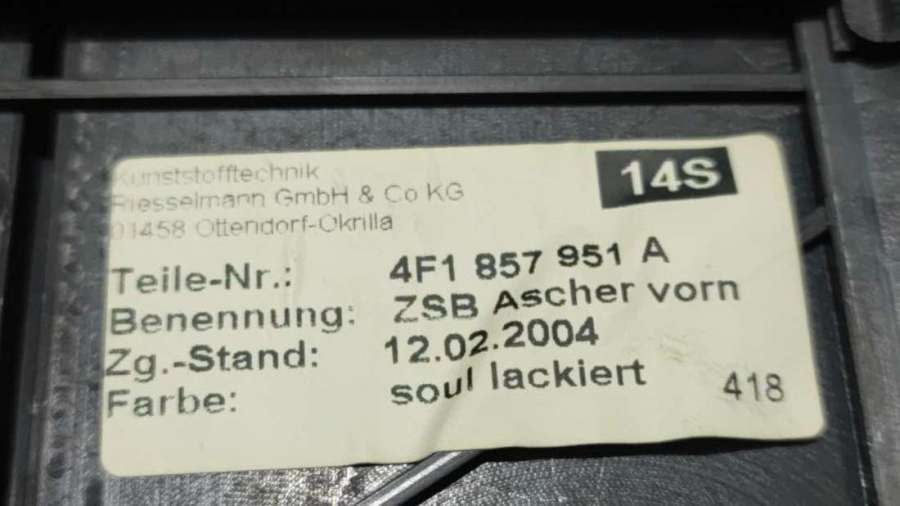 Kunststofftechnik
Riesselmann GmbH & Co KG
01458 Ottendorf-Okrilla
14S
Teile-Nr.: 4F1 857 951 A
Benennung: ZSB Ascher vorn
Zg.-Stand: 12.02.2004
Farbe: soul lackiert 418